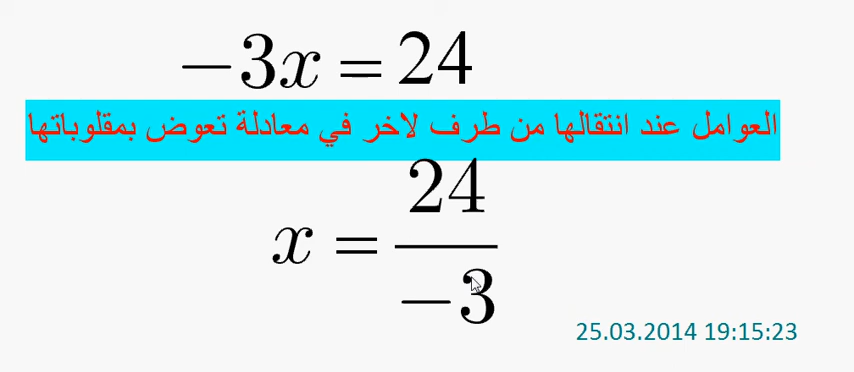 −3x = 24
العوامل عند انتقالها من طرف لاخر في معادلة تعوض بمقلوباتها
x = 24/−3
25.03.2014 19:15:23